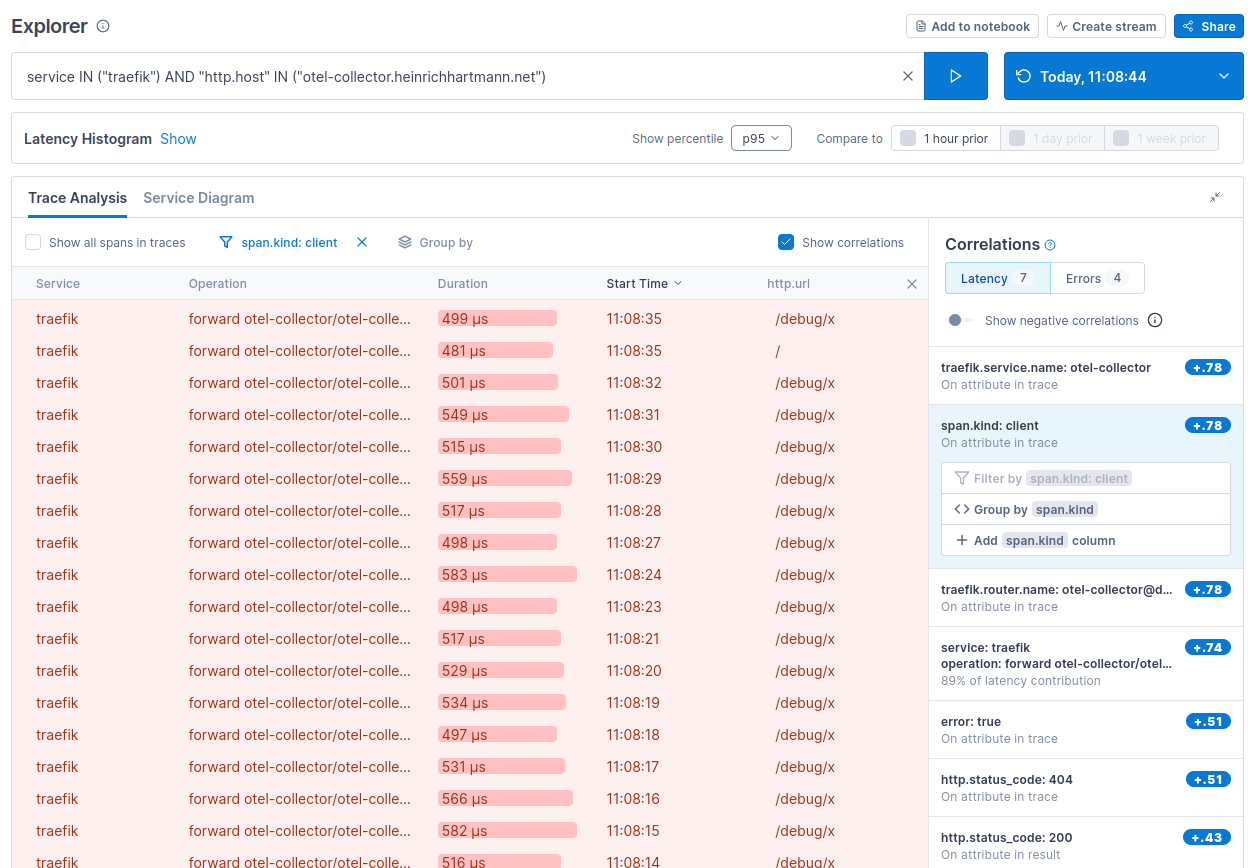 Explorer
Add to notebook
Create stream
Share
service IN ("traefik") AND "http.host" IN ("otel-collector.heinrichhartmann.net")
Today, 11:08:44
Latency Histogram Show
Show percentile p95
Compare to 1 hour prior 1 day prior 1 week prior
Trace Analysis Service Diagram
Show all spans in traces span.kind: client Group by Show correlations
Service Operation Duration Start Time http.url
traefik forward otel-collector/otel-colle... 499 µs 11:08:35 /debug/x
traefik forward otel-collector/otel-colle... 481 µs 11:08:35 /
traefik forward otel-collector/otel-colle... 501 µs 11:08:32 /debug/x
traefik forward otel-collector/otel-colle... 549 µs 11:08:31 /debug/x
traefik forward otel-collector/otel-colle... 515 µs 11:08:30 /debug/x
traefik forward otel-collector/otel-colle... 559 µs 11:08:29 /debug/x
traefik forward otel-collector/otel-colle... 517 µs 11:08:28 /debug/x
traefik forward otel-collector/otel-colle... 498 µs 11:08:27 /debug/x
traefik forward otel-collector/otel-colle... 583 µs 11:08:24 /debug/x
traefik forward otel-collector/otel-colle... 498 µs 11:08:23 /debug/x
traefik forward otel-collector/otel-colle... 517 µs 11:08:21 /debug/x
traefik forward otel-collector/otel-colle... 529 µs 11:08:20 /debug/x
traefik forward otel-collector/otel-colle... 534 µs 11:08:19 /debug/x
traefik forward otel-collector/otel-colle... 497 µs 11:08:18 /debug/x
traefik forward otel-collector/otel-colle... 531 µs 11:08:17 /debug/x
traefik forward otel-collector/otel-colle... 566 µs 11:08:16 /debug/x
traefik forward otel-collector/otel-colle... 582 µs 11:08:15 /debug/x
traefik forward otel-collector/otel-colle... 516 µs 11:08:14 /debug/x
Correlations
Latency 7 Errors 4
Show negative correlations
traefik.service.name: otel-collector +.78
On attribute in trace
span.kind: client +.78
On attribute in trace
Filter by span.kind: client
Group by span.kind
Add span.kind column
traefik.router.name: otel-collector@d... +.78
On attribute in trace
service: traefik +.74
operation: forward otel-collector/otel...
89% of latency contribution
error: true +.51
On attribute in trace
http.status_code: 404 +.51
On attribute in trace
http.status_code: 200 +.43
On attribute in result